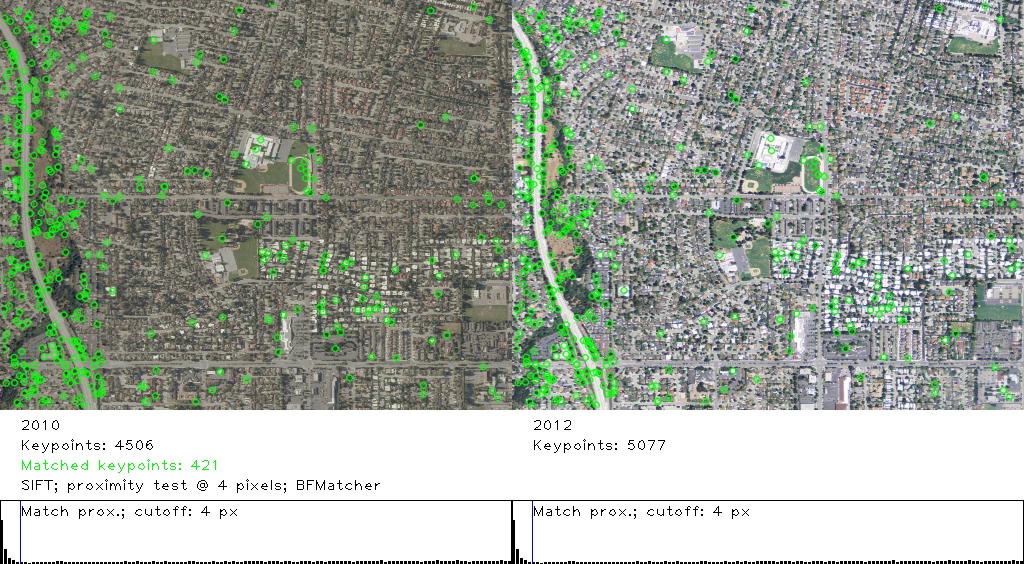 2010
Keypoints: 4506
Matched keypoints: 421
SIFT; proximity test @ 4 pixels; BFMatcher
2012
Keypoints: 5077
Match prox.; cutoff: 4 px
Match prox.; cutoff: 4 px